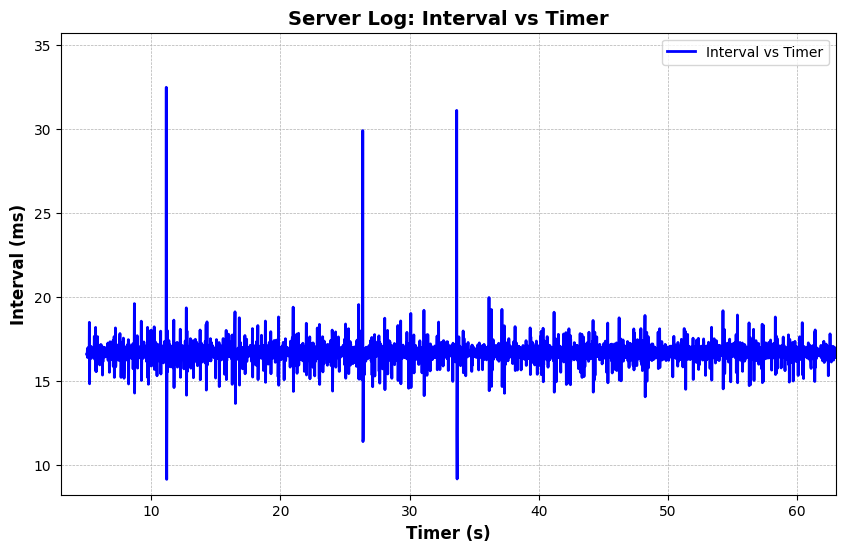 Server Log: Interval vs Timer
Interval vs Timer
35
30
25
20
15
10
Interval (ms)
10 20 30 40 50 60
Timer (s)